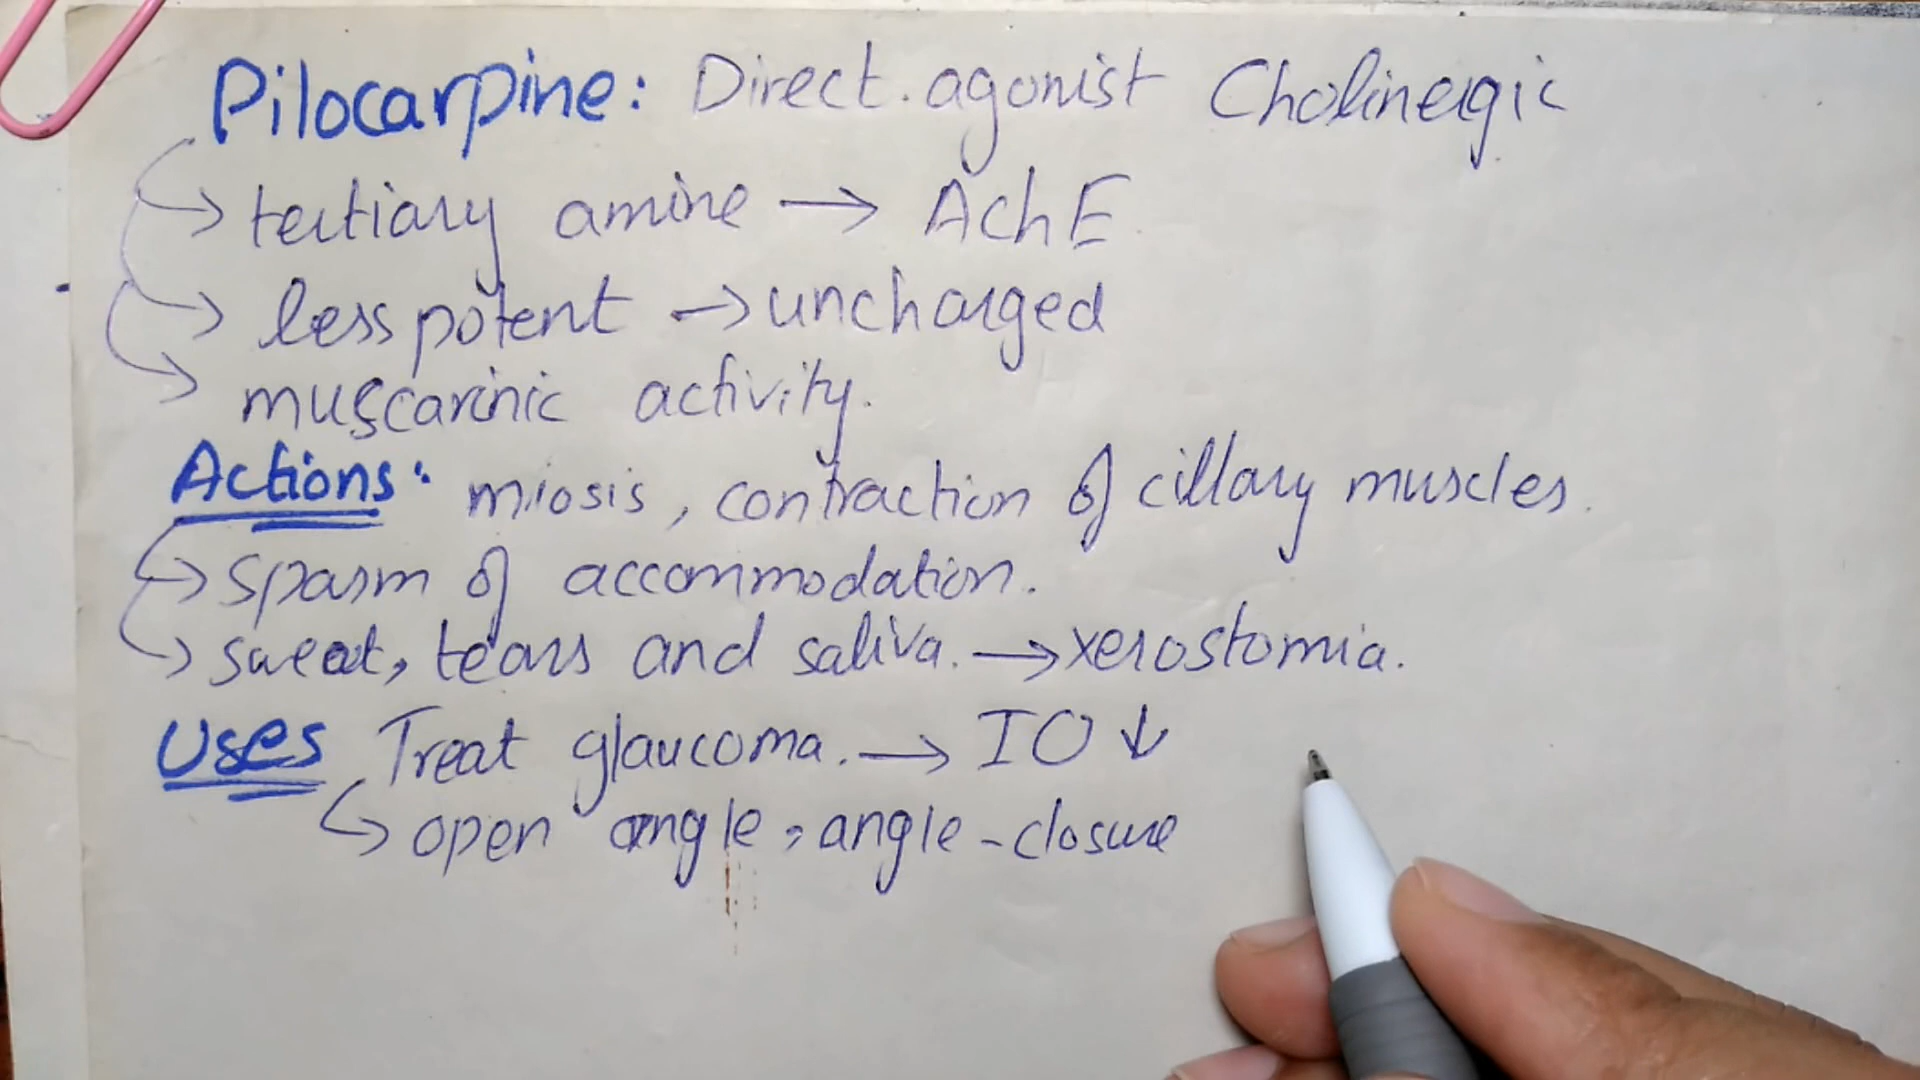 Pilocarpine: Direct. agonist Cholinergic
→ tertiary amine → AchE
→ less potent → uncharged
→ muscarinic activity.
Actions: miosis, contraction of cillary muscles.
→ spasm of accommodation.
→ sweat, tears and saliva. → xerostomia.
Uses Treat glaucoma. → IO ↓
→ open angle, angle-closure